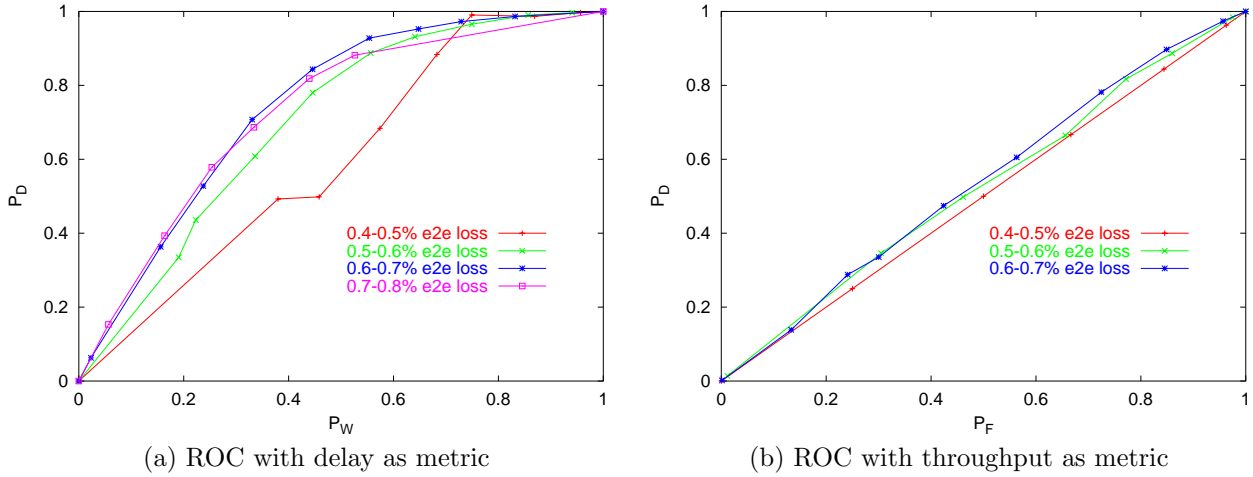 1
0.8
0.6
0.4
0.2
0
0 0.2 0.4 0.6 0.8 1
P_D
P_W
0.4-0.5% e2e loss
0.5-0.6% e2e loss
0.6-0.7% e2e loss
0.7-0.8% e2e loss
(a) ROC with delay as metric
1
0.8
0.6
0.4
0.2
0
0 0.2 0.4 0.6 0.8 1
P_D
P_F
0.4-0.5% e2e loss
0.5-0.6% e2e loss
0.6-0.7% e2e loss
(b) ROC with throughput as metric